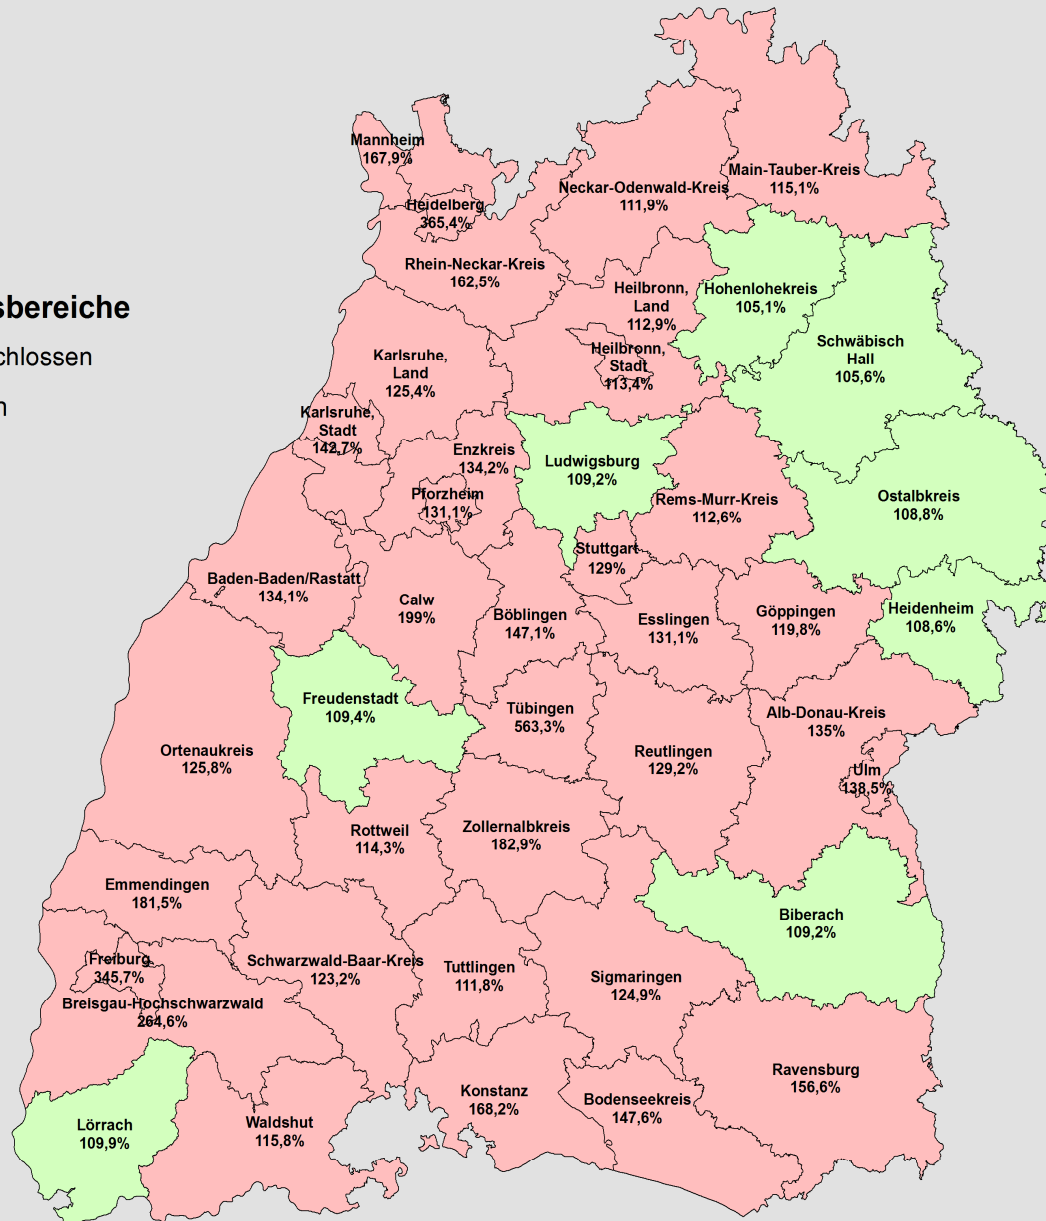 Mannheim
167,9%
Heidelberg
365,4%
Neckar-Odenwald-Kreis
111,9%
Main-Tauber-Kreis
115,1%
Rhein-Neckar-Kreis
162,5%
Heilbronn,
Land
112,9%
Hohenlohekreis
105,1%
sbereiche
chlossen
n
Karlsruhe,
Land
125,4%
Heilbronn,
Stadt
113,4%
Schwäbisch
Hall
105,6%
Karlsruhe,
Stadt
142,7%
Enzkreis
134,2%
Ludwigsburg
109,2%
Pforzheim
131,1%
Rems-Murr-Kreis
112,6%
Ostalbkreis
108,8%
Stuttgart
129%
Baden-Baden/Rastatt
134,1%
Calw
199%
Böblingen
147,1%
Esslingen
131,1%
Göppingen
119,8%
Heidenheim
108,6%
Freudenstadt
109,4%
Tübingen
563,3%
Alb-Donau-Kreis
135%
Ortenaukreis
125,8%
Reutlingen
129,2%
Ulm
138,5%
Rottweil
114,3%
Zollernalbkreis
182,9%
Emmendingen
181,5%
Biberach
109,2%
Freiburg
345,7%
Schwarzwald-Baar-Kreis
123,2%
Tuttlingen
111,8%
Sigmaringen
124,9%
Breisgau-Hochschwarzwald
264,6%
Ravensburg
156,6%
Konstanz
168,2%
Bodenseekreis
147,6%
Lörrach
109,9%
Waldshut
115,8%